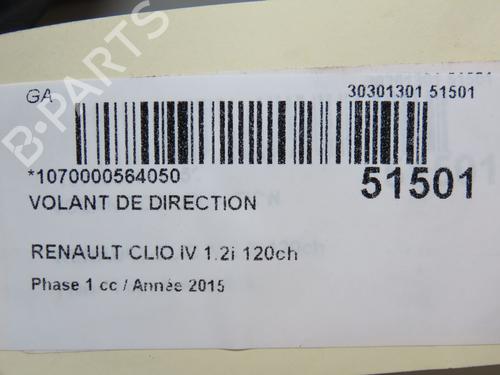 B-PARTS
GA
30301301 51501
*1070000564050
51501
VOLANT DE DIRECTION
RENAULT CLIO IV 1.2i 120ch
Phase 1 cc / Année 2015